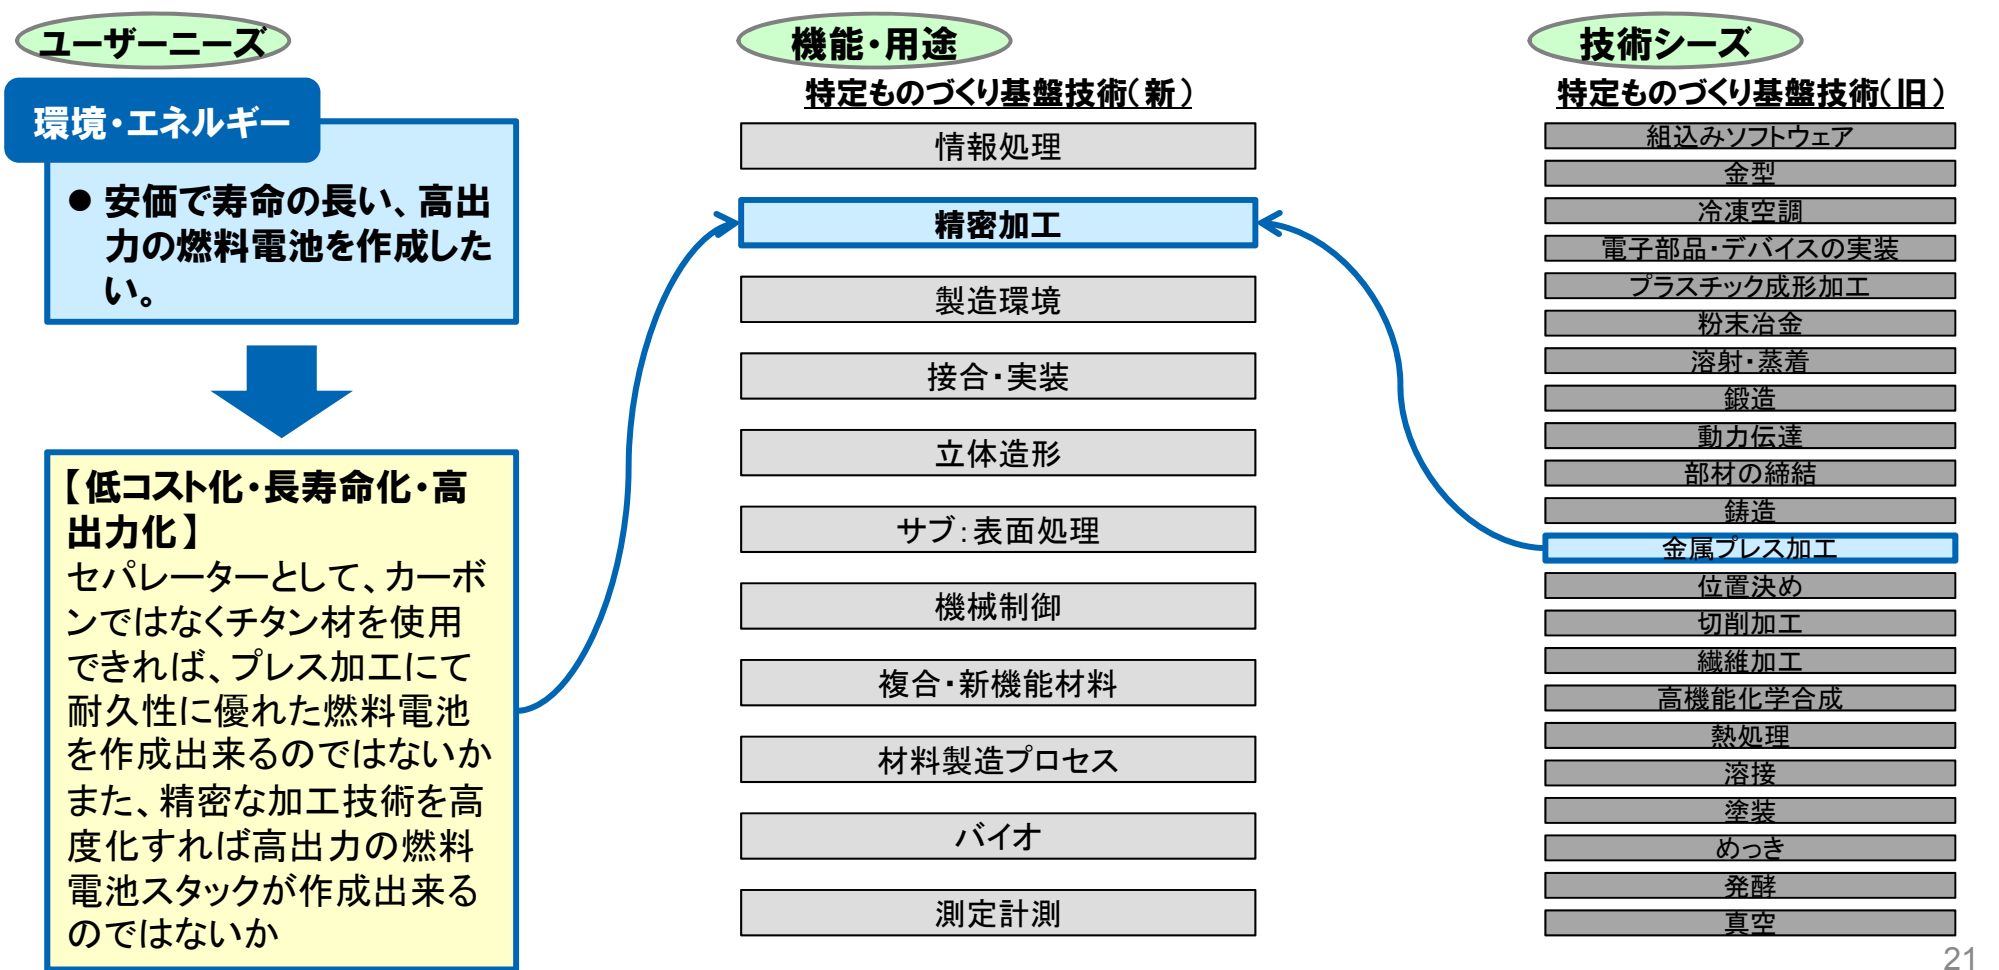 ユーザーニーズ
環境・エネルギー
● 安価で寿命の長い、高出
力の燃料電池を作成した
い。
【低コスト化・長寿命化・高
出力化】
セパレーターとして、カーボ
ンではなくチタン材を使用
できれば、プレス加工にて
耐久性に優れた燃料電池
を作成出来るのではないか
また、精密な加工技術を高
度化すれば高出力の燃料
電池スタックが作成出来る
のではないか
機能・用途
特定ものづくり基盤技術(新)
情報処理
精密加工
製造環境
接合・実装
立体造形
サブ:表面処理
機械制御
複合・新機能材料
材料製造プロセス
バイオ
測定計測
技術シーズ
特定ものづくり基盤技術(旧)
組込みソフトウェア
金型
冷凍空調
電子部品・デバイスの実装
プラスチック成形加工
粉末冶金
溶射・蒸着
鍛造
動力伝達
部材の締結
鋳造
金属プレス加工
位置決め
切削加工
繊維加工
高機能化学合成
熱処理
溶接
塗装
めっき
発酵
真空
21